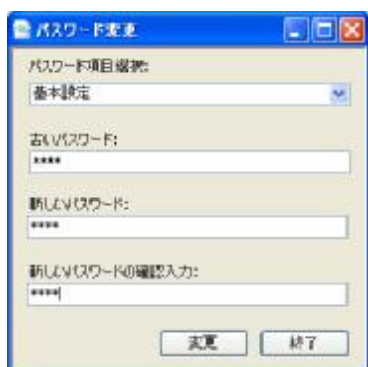 パスワード変更
パスワード項目選択:
基本設定
古いパスワード:
****
新しいパスワード:
****
新しいパスワードの確認入力:
****
変更 終了